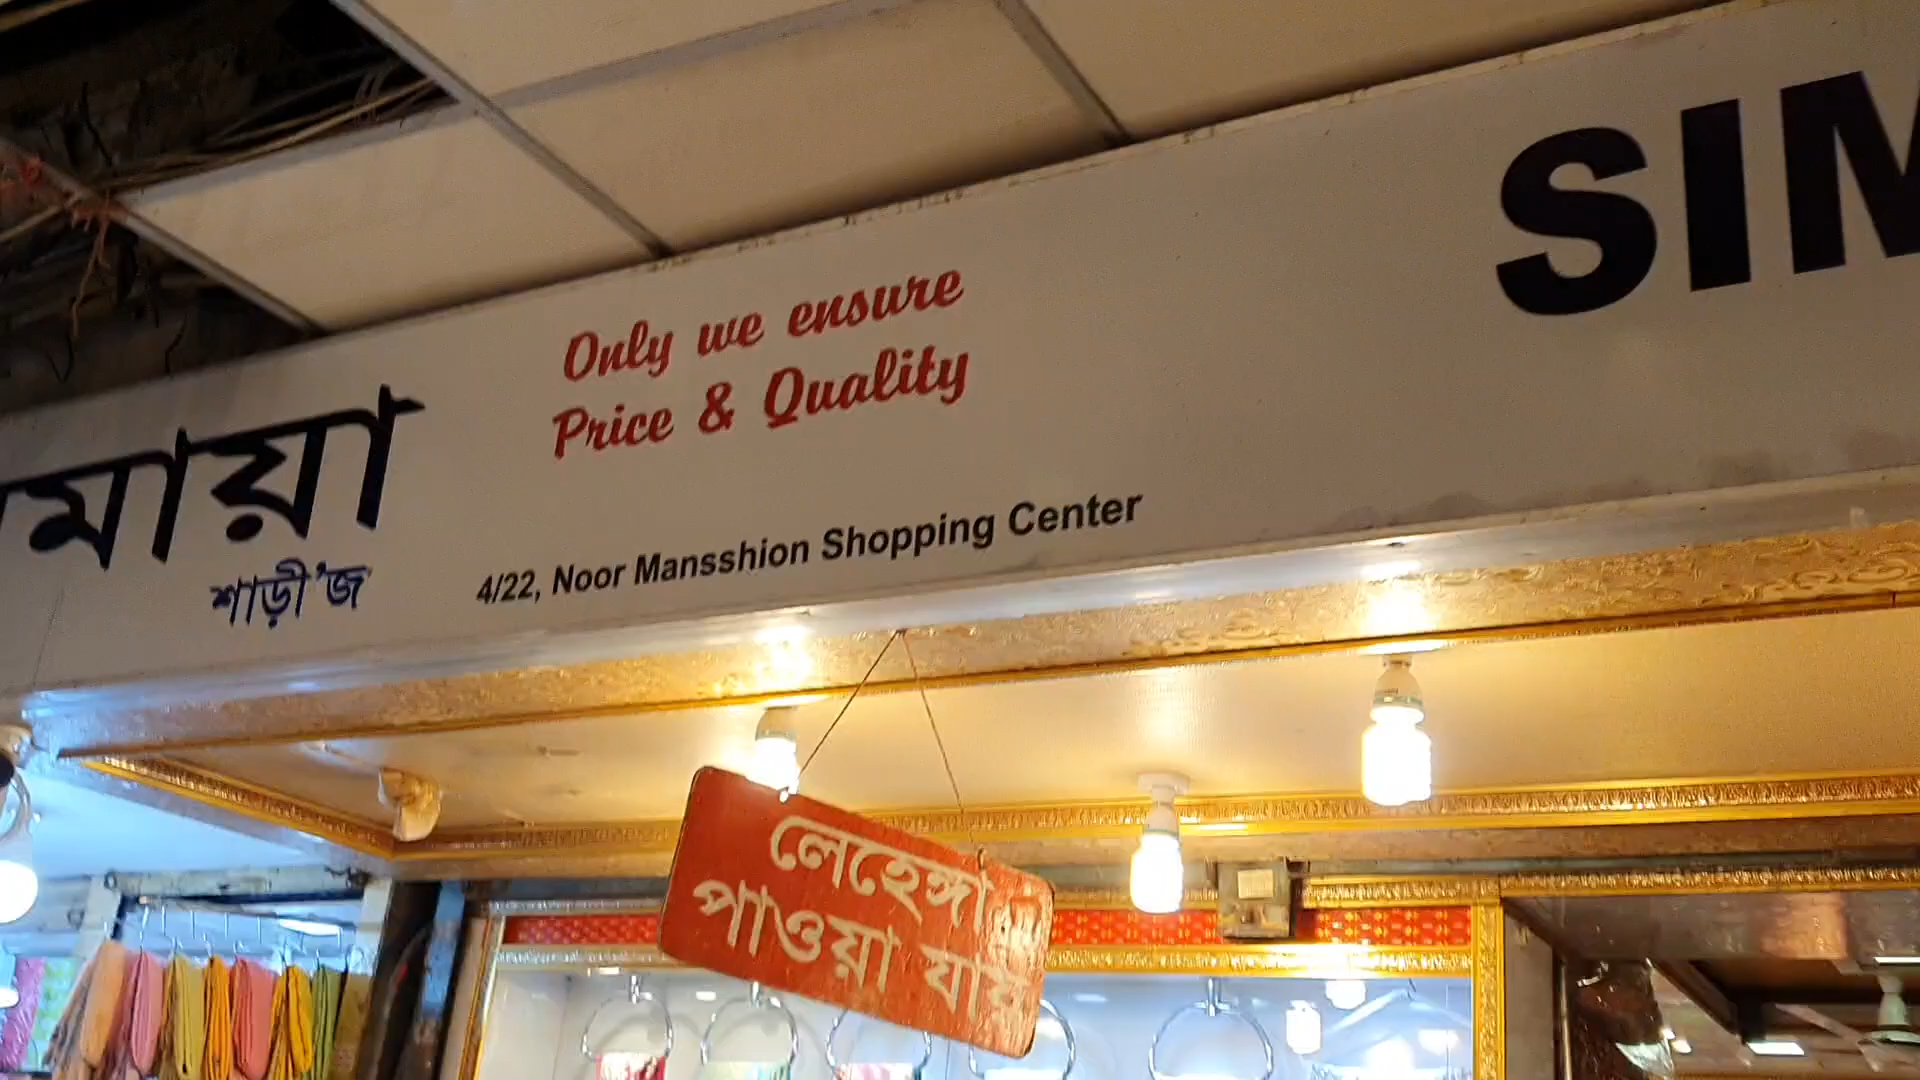 মায়া
শাড়ী'জ
Only we ensure
Price & Quality
4/22, Noor Mansshion Shopping Center
SIM
লেহেঙ্গা
পাওয়া যায়